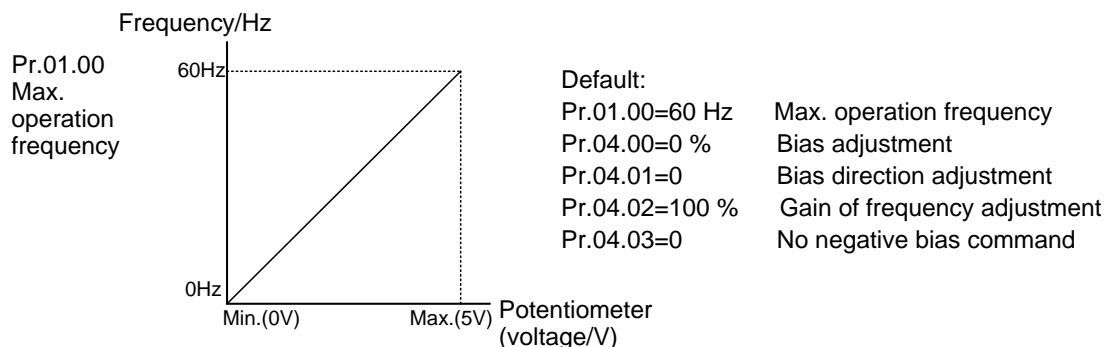 Frequency/Hz
Pr.01.00
Max.
operation
frequency
60Hz
0Hz
Min.(0V)
Max.(5V)
Potentiometer
(voltage/V)
Default:
Pr.01.00=60 Hz Max. operation frequency
Pr.04.00=0 % Bias adjustment
Pr.04.01=0 Bias direction adjustment
Pr.04.02=100 % Gain of frequency adjustment
Pr.04.03=0 No negative bias command